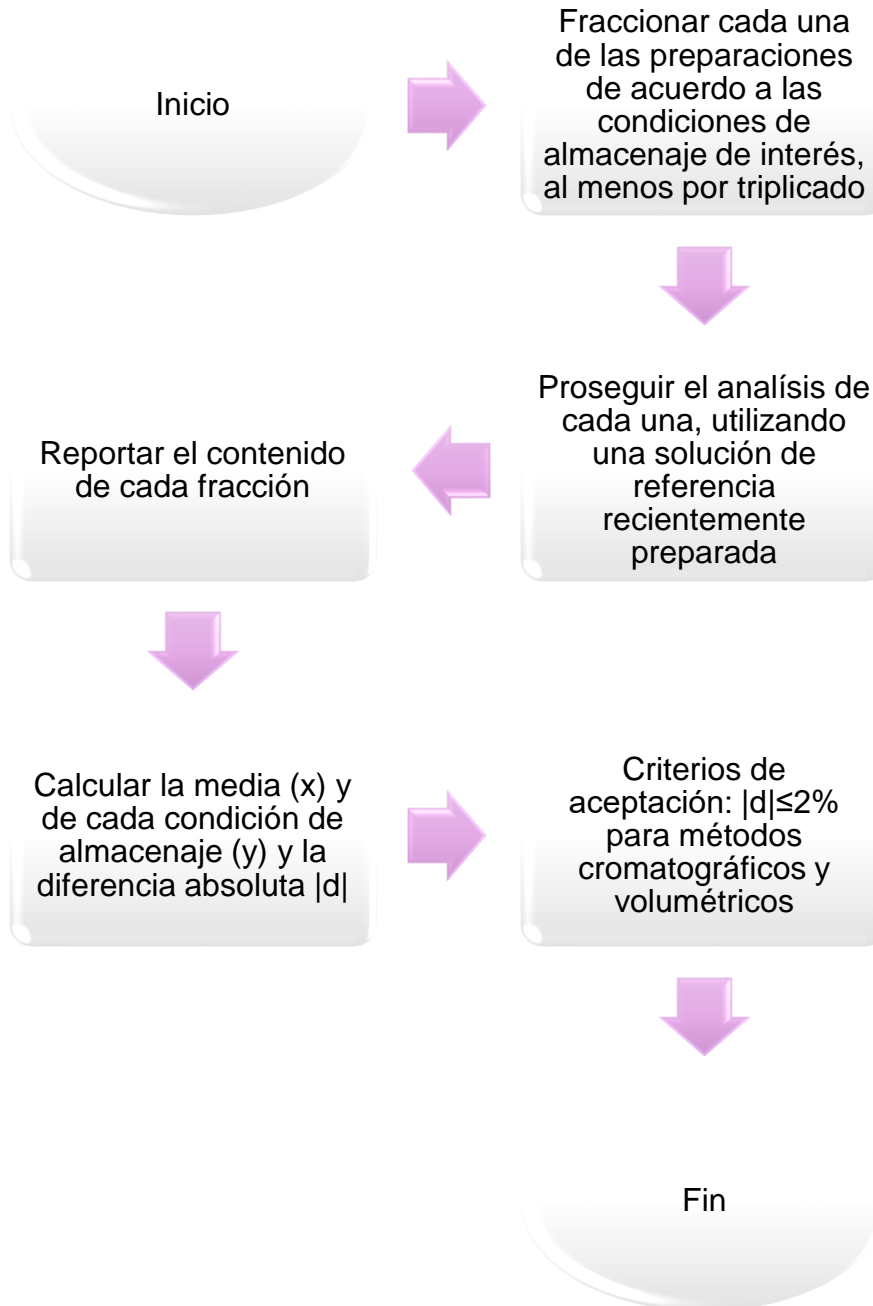 Inicio
Fraccionar cada una
de las preparaciones
de acuerdo a las
condiciones de
almacenaje de interés,
al menos por triplicado
Proseguir el analísis de
cada una, utilizando
una solución de
referencia
recientemente
preparada
Reportar el contenido
de cada fracción
Calcular la media (x) y
de cada condición de
almacenaje (y) y la
diferencia absoluta |d|
Criterios de
aceptación: |d|≤2%
para métodos
cromatográficos y
volumétricos
Fin